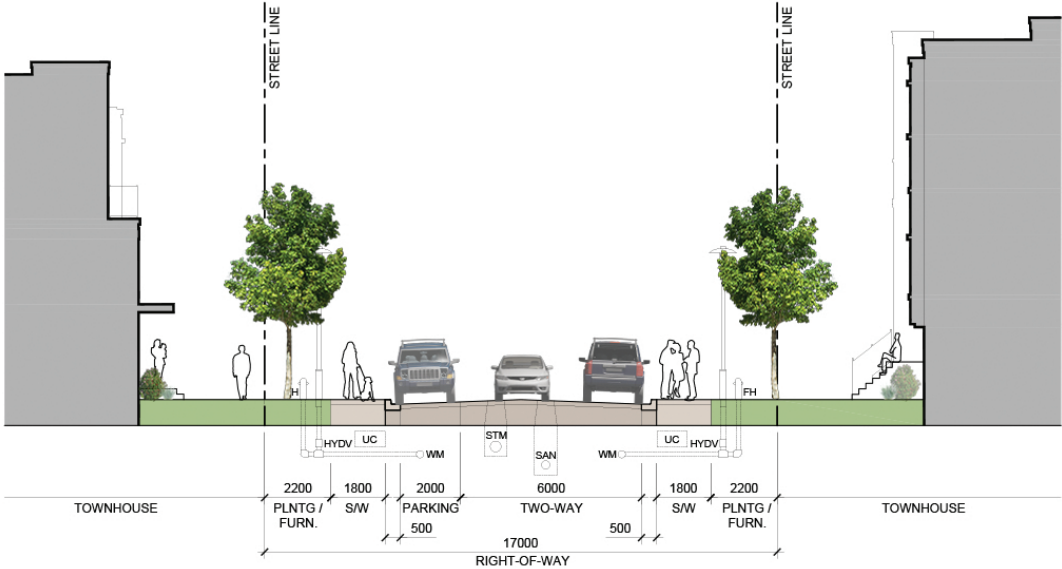 STREET LINE
STREET LINE
H
FH
UC
HYDV
WM
STM
SAN
WM
UC
HYDV
2200
1800
2000
6000
1800
2200
TOWNHOUSE
PLNTG /
FURN.
S/W
PARKING
TWO-WAY
S/W
PLNTG /
FURN.
TOWNHOUSE
500
500
17000
RIGHT-OF-WAY